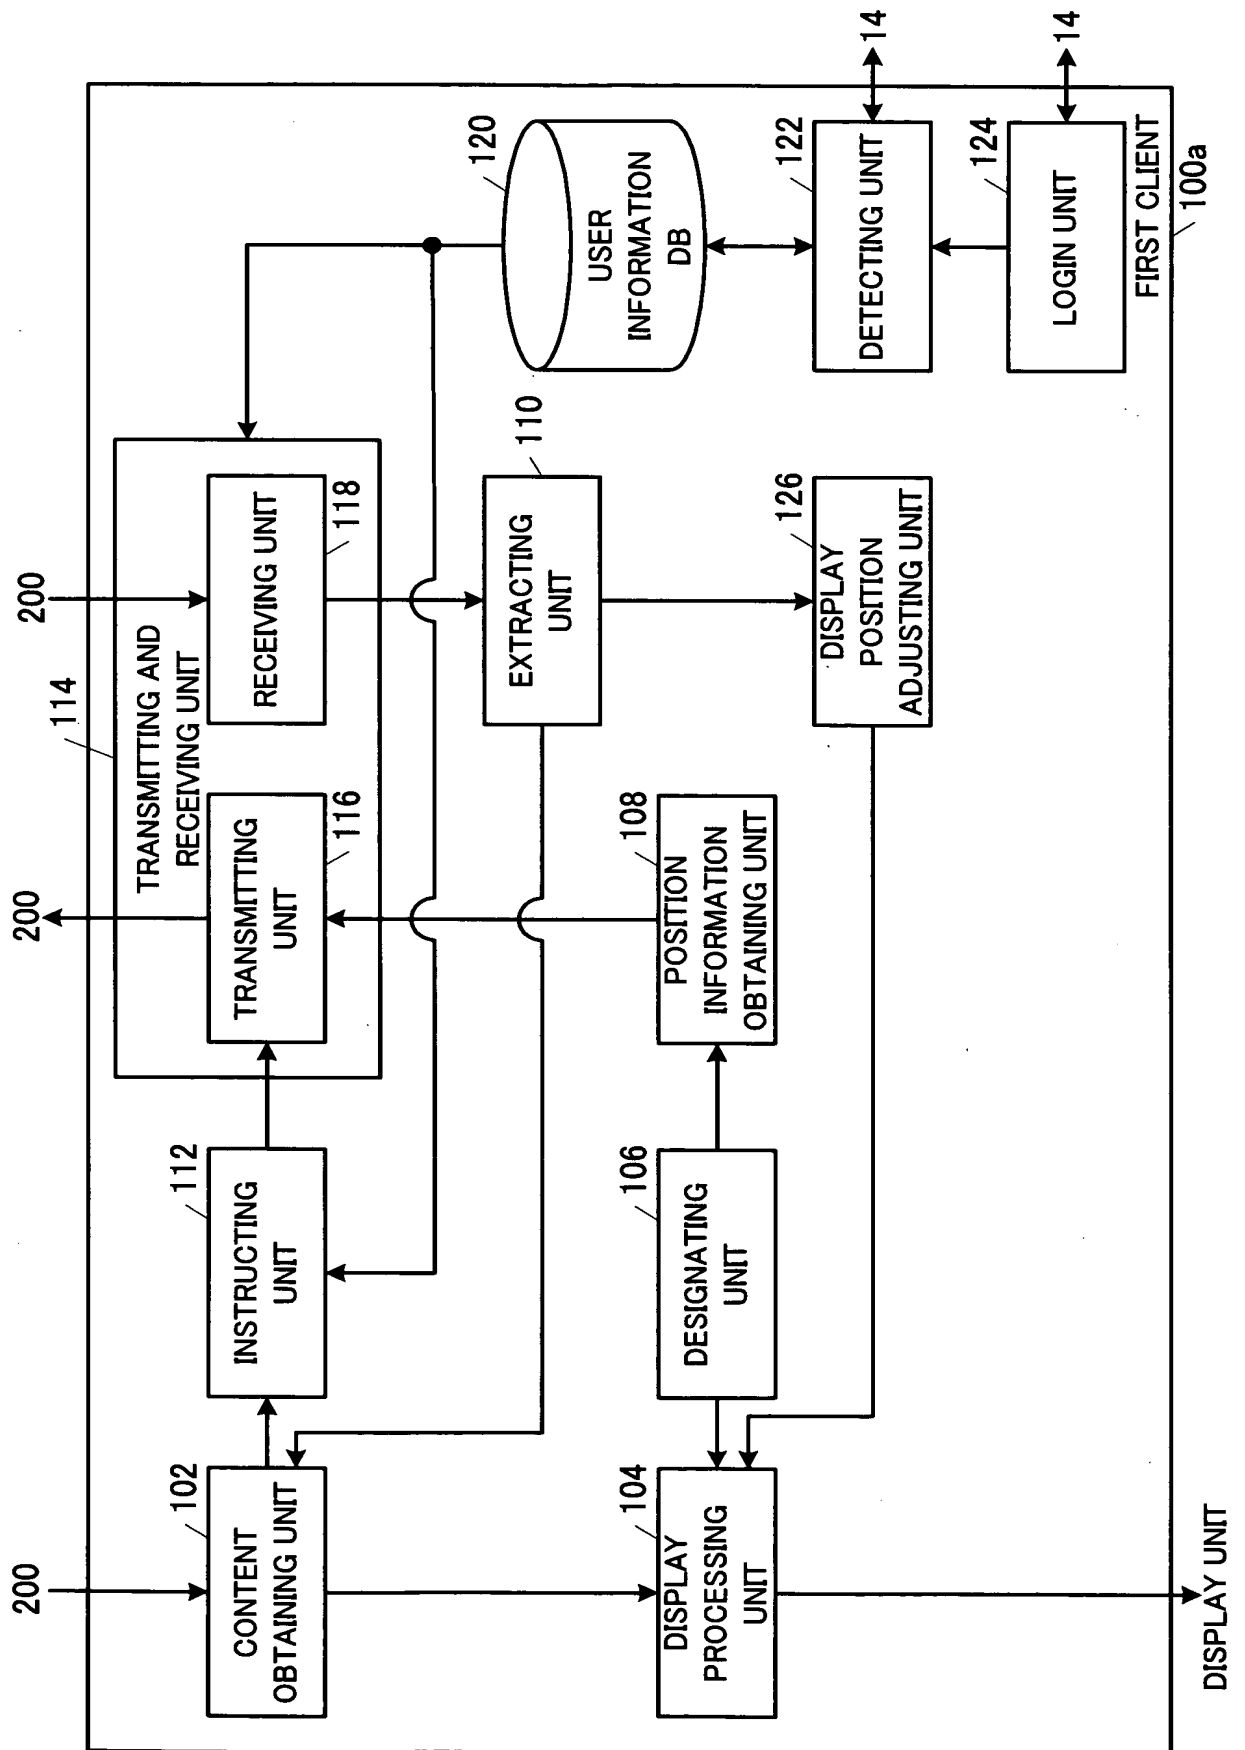 200
200
200
114
TRANSMITTING AND
RECEIVING UNIT
102
CONTENT
OBTAINING UNIT
112
INSTRUCTING
UNIT
TRANSMITTING
UNIT
116
RECEIVING UNIT
118
120
USER
INFORMATION
DB
EXTRACTING
UNIT
110
104
DISPLAY
PROCESSING
UNIT
106
DESIGNATING
UNIT
108
POSITION
INFORMATION
OBTAINING UNIT
126
DISPLAY
POSITION
ADJUSTING UNIT
122
DETECTING UNIT
14
124
LOGIN UNIT
14
FIRST CLIENT
100a
DISPLAY UNIT